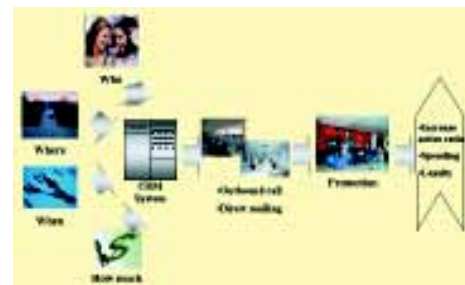 Who
Where
CRM
System
When
How much
•Outbound call
•Direct mailing
Promotion
•Increase
•Spending
•Loyalty